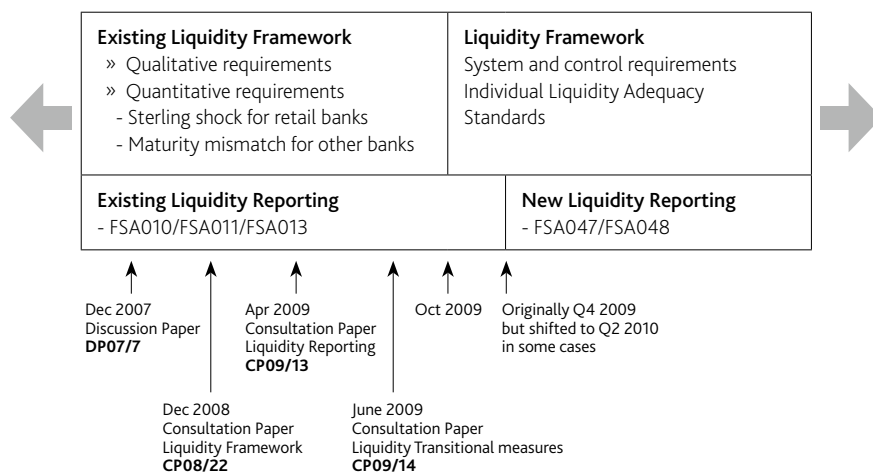 Existing Liquidity Framework
» Qualitative requirements
» Quantitative requirements
- Sterling shock for retail banks
- Maturity mismatch for other banks
Liquidity Framework
System and control requirements
Individual Liquidity Adequacy
Standards
Existing Liquidity Reporting
- FSA010/FSA011/FSA013
New Liquidity Reporting
- FSA047/FSA048
Dec 2007
Discussion Paper
DP07/7
Apr 2009
Consultation Paper
Liquidity Reporting
CP09/13
Oct 2009
Originally Q4 2009
but shifted to Q2 2010
in some cases
Dec 2008
Consultation Paper
Liquidity Framework
CP08/22
June 2009
Consultation Paper
Liquidity Transitional measures
CP09/14